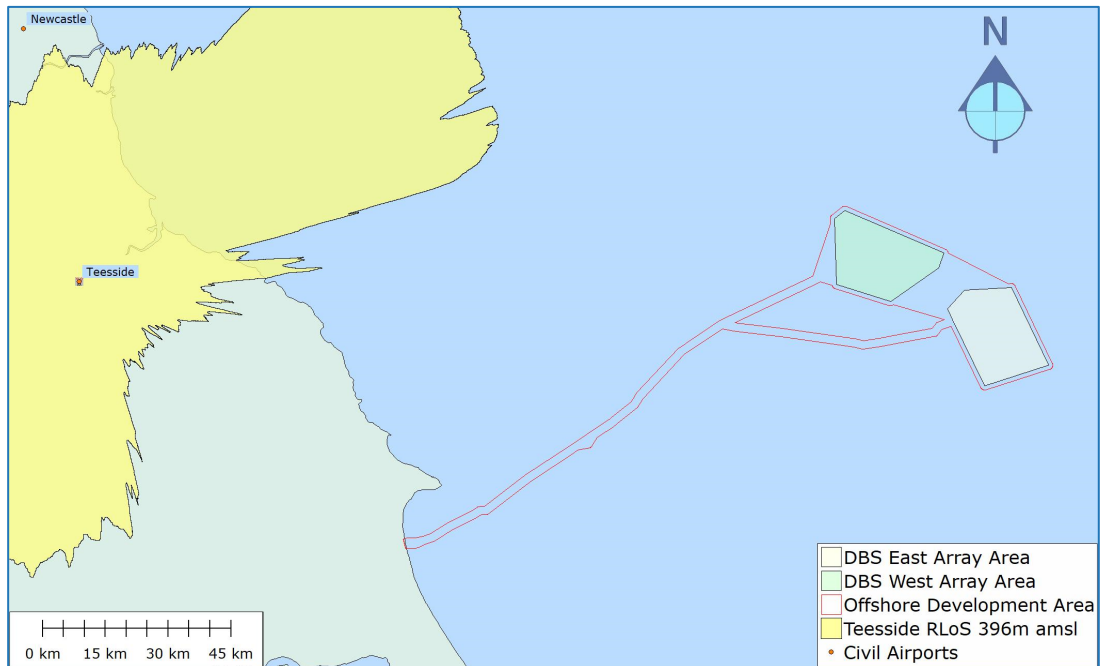 Newcastle
N
Teesside
DBS East Array Area
DBS West Array Area
Offshore Development Area
Teesside RLoS 396m amsl
Civil Airports
0 km 15 km 30 km 45 km